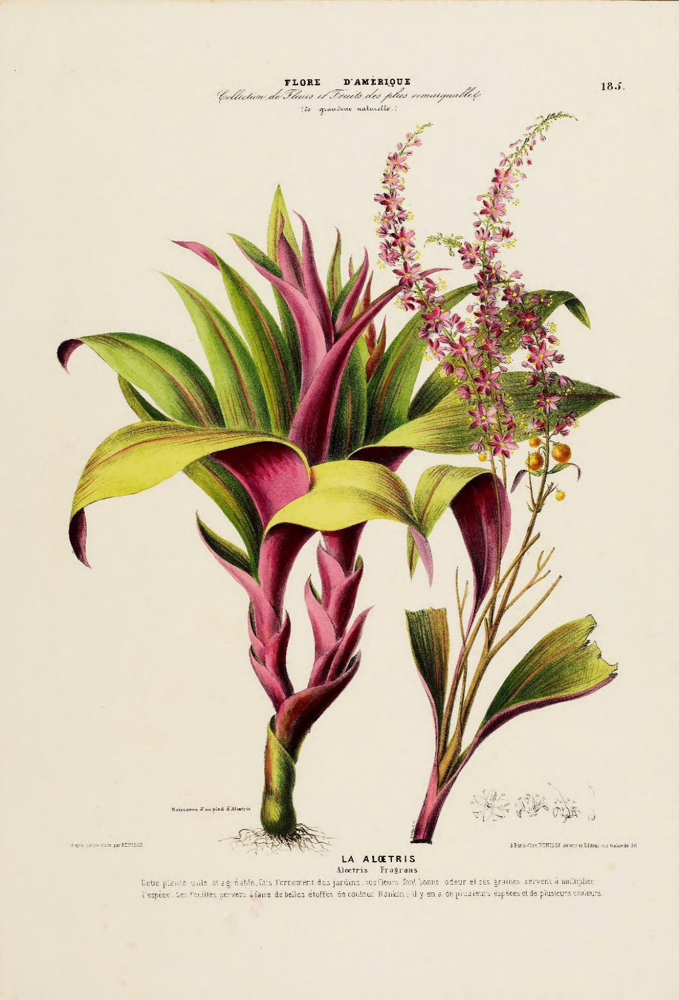 FLORE D'AMÉRIQUE
185.
Collection de Fleurs et Fruits des plus remarquables
(de grandeur naturelle.)
Naissance d'un pied d'Alœtris
d'après nature et lith. par DENISSE
à Paris chez DENISSE Auteur et Editeur rue Galande 58
LA ALŒTRIS
Alœtris Fragrans
Cette plante utile et agréable, fais l'ornement des jardins, ses fleurs font bonne odeur et ses graines servent à multiplier
l'espèce. Ses feuilles servent à faire de belles étoffes de couleur Nankin; il y en a de plusieurs espèces et de plusieurs couleurs.